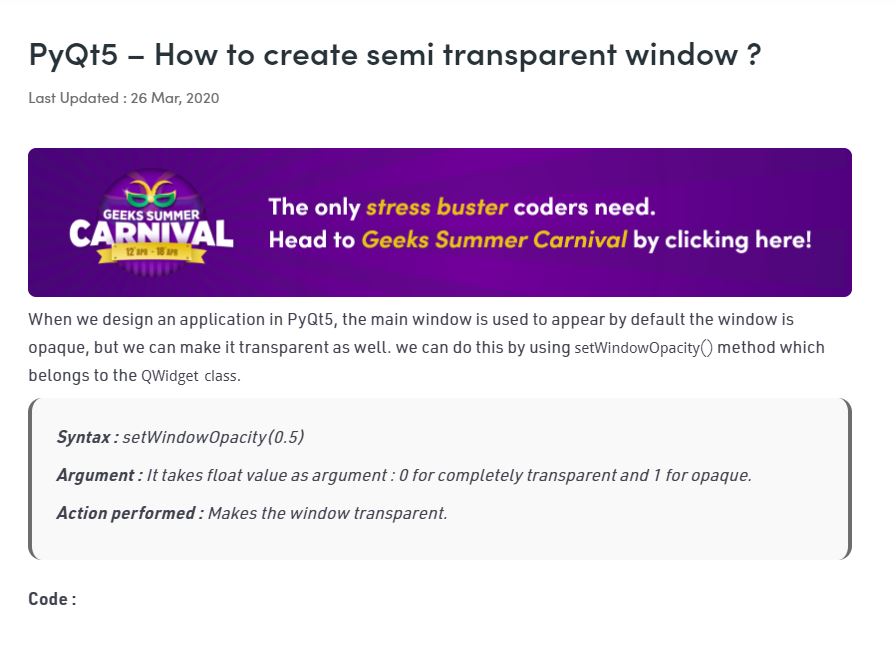 PyQt5 – How to create semi transparent window ?
Last Updated : 26 Mar, 2020
GEEKS SUMMER
CARNIVAL
12 APR - 18 APR
The only stress buster coders need.
Head to Geeks Summer Carnival by clicking here!
When we design an application in PyQt5, the main window is used to appear by default the window is
opaque, but we can make it transparent as well. we can do this by using setWindowOpacity() method which
belongs to the QWidget class.
Syntax : setWindowOpacity(0.5)
Argument : It takes float value as argument : 0 for completely transparent and 1 for opaque.
Action performed : Makes the window transparent.
Code :